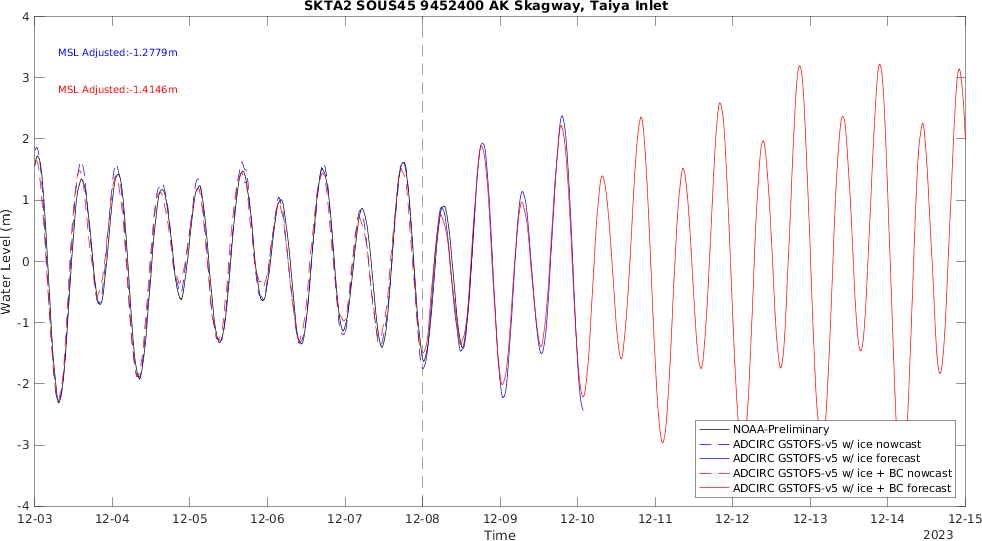 SKTA2 SOUS45 9452400 AK Skagway, Taiya Inlet
MSL Adjusted:-1.2779m
MSL Adjusted:-1.4146m
Water Level (m)
4
3
2
1
0
-1
-2
-3
-4
NOAA-Preliminary
ADCIRC GSTOFS-v5 w/ ice nowcast
ADCIRC GSTOFS-v5 w/ ice forecast
ADCIRC GSTOFS-v5 w/ ice + BC nowcast
ADCIRC GSTOFS-v5 w/ ice + BC forecast
12-03 12-04 12-05 12-06 12-07 12-08 12-09 12-10 12-11 12-12 12-13 12-14 12-15
Time
2023